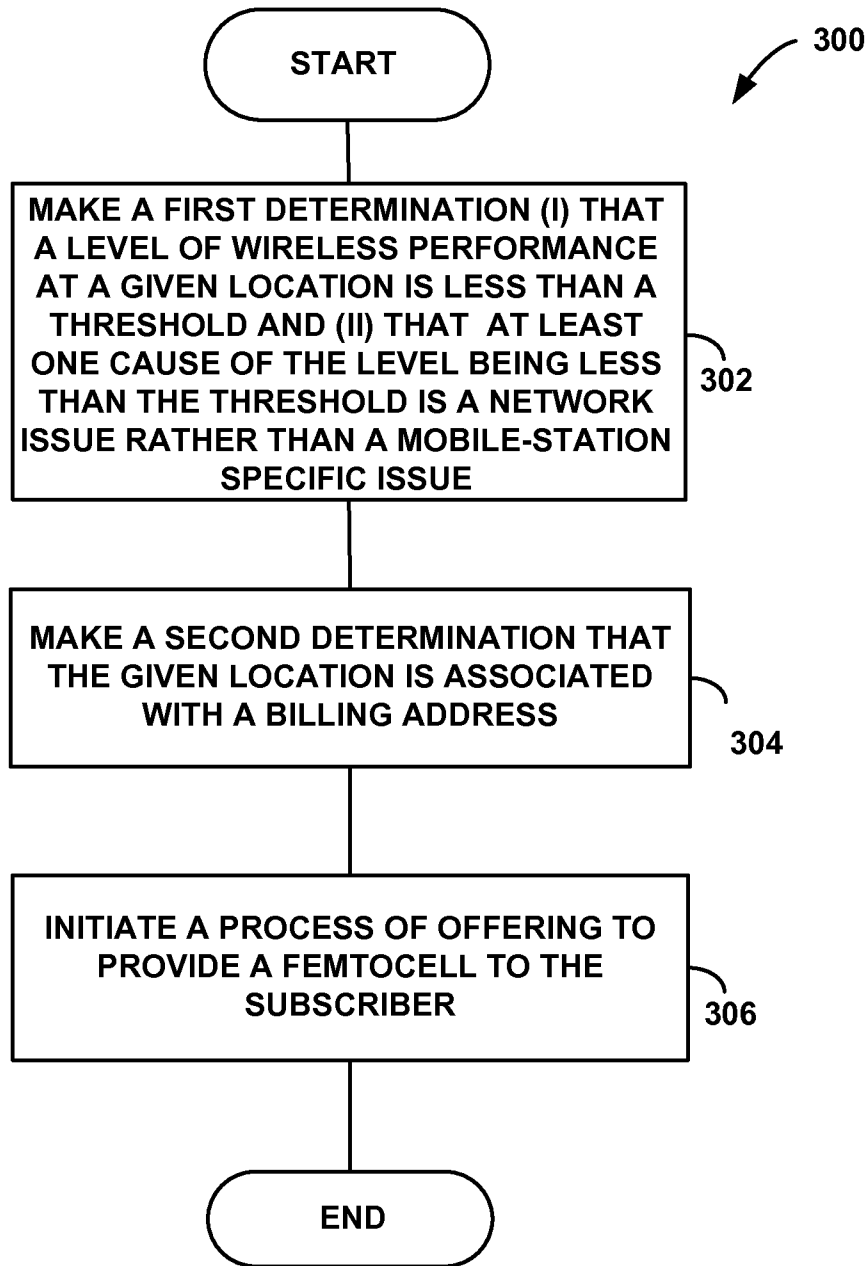 START
300
MAKE A FIRST DETERMINATION (I) THAT
A LEVEL OF WIRELESS PERFORMANCE
AT A GIVEN LOCATION IS LESS THAN A
THRESHOLD AND (II) THAT AT LEAST
ONE CAUSE OF THE LEVEL BEING LESS
THAN THE THRESHOLD IS A NETWORK
ISSUE RATHER THAN A MOBILE-STATION
SPECIFIC ISSUE
302
MAKE A SECOND DETERMINATION THAT
THE GIVEN LOCATION IS ASSOCIATED
WITH A BILLING ADDRESS
304
INITIATE A PROCESS OF OFFERING TO
PROVIDE A FEMTOCELL TO THE
SUBSCRIBER
306
END